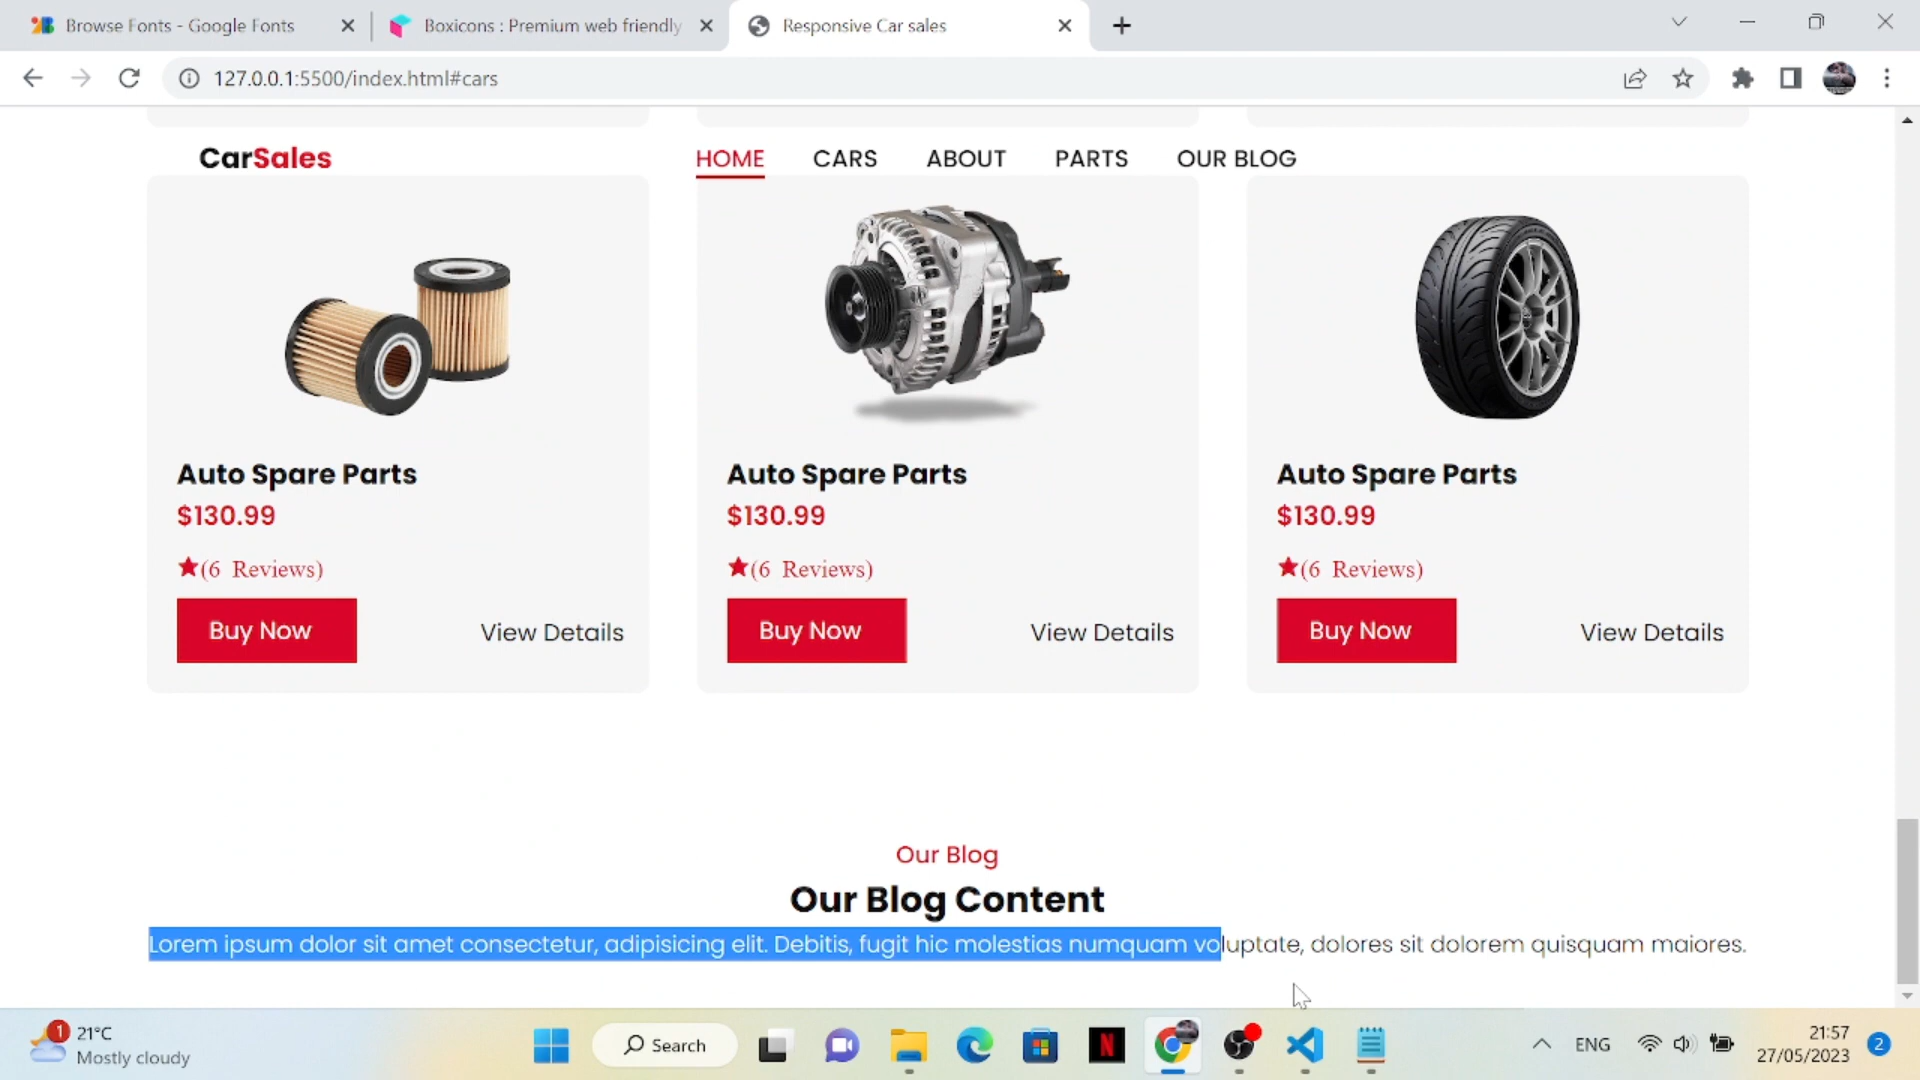 Browse Fonts - Google Fonts
Boxicons : Premium web friendly
Responsive Car sales
127.0.0.1:5500/index.html#cars
CarSales
HOME CARS ABOUT PARTS OUR BLOG
Auto Spare Parts Auto Spare Parts Auto Spare Parts
$130.99 $130.99 $130.99
(6 Reviews) (6 Reviews) (6 Reviews)
Buy Now View Details Buy Now View Details Buy Now View Details
Our Blog
Our Blog Content
Lorem ipsum dolor sit amet consectetur, adipisicing elit. Debitis, fugit hic molestias numquam voluptate, dolores sit dolorem quisquam maiores.
1
21°C
Mostly cloudy
Search
N
ENG
21:57
27/05/2023
2